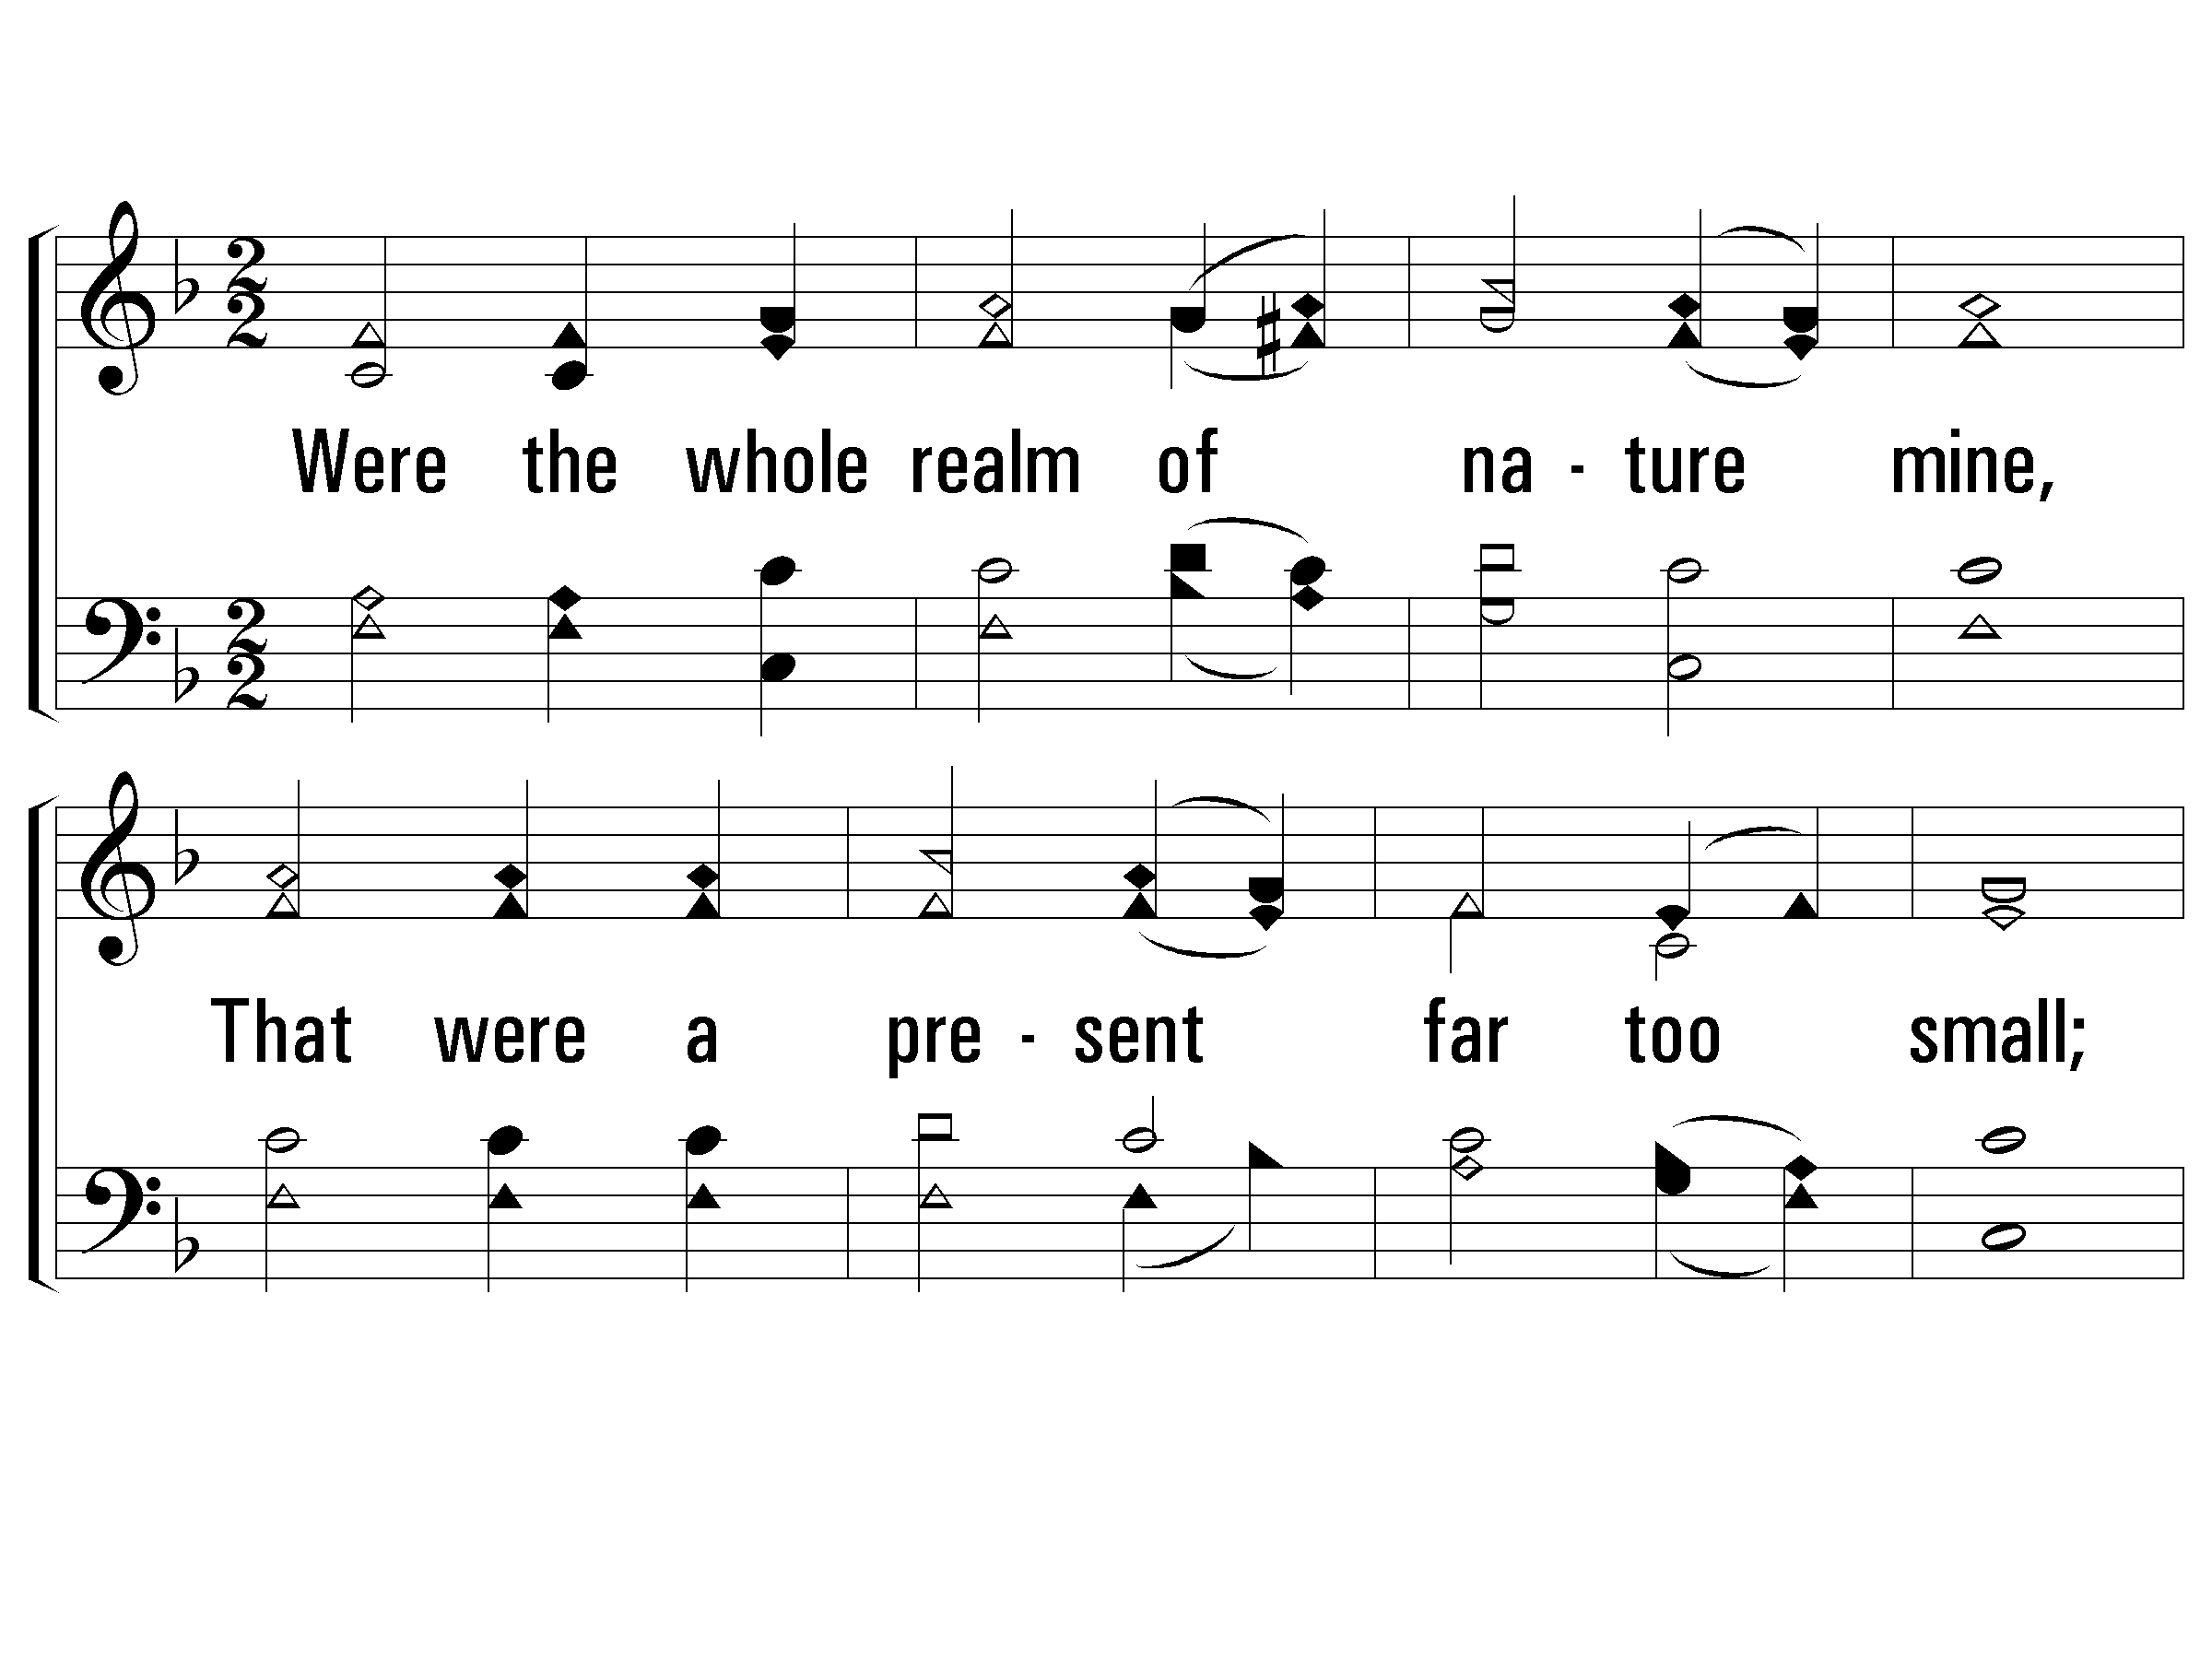 Were the whole realm of na - ture mine,
That were a pre - sent far too small;